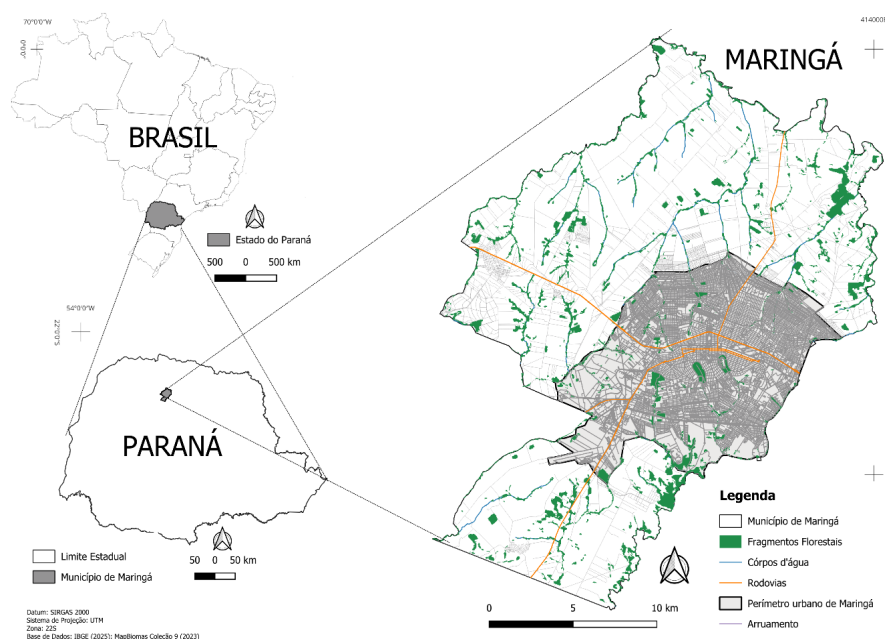 70°0'0"W
0°0'0"
414000
MARINGÁ
BRASIL
Estado do Paraná
500 0 500 km
54°0'0"W
22°0'0"S
PARANÁ
Limite Estadual
Município de Maringá
50 0 50 km
Datum: SIRGAS 2000
Sistema de Projeção: UTM
Zona: 22S
Base de Dados: IBGE (2025); MapBiomas Coleção 9 (2023)
Legenda
Município de Maringá
Fragmentos Florestais
Córpos d'água
Rodovias
Perímetro urbano de Maringá
Arruamento
0 5 10 km